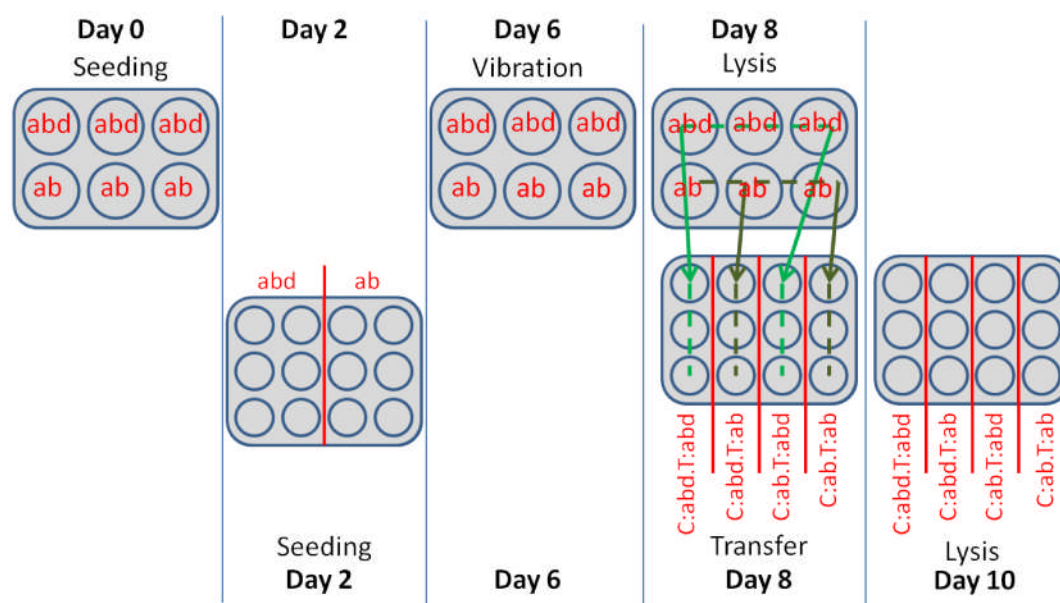 Day 0
Seeding
abd abd abd
ab ab ab
Day 2
abd ab
Seeding
Day 2
Day 6
Vibration
abd abd abd
ab ab ab
Day 6
Day 8
Lysis
abd abd abd
ab ab ab
C:abd.T:abd
C:abd.T:ab
C:ab.T:abd
C:ab.T:ab
Transfer
Day 8
C:abd.T:abd
C:abd.T:ab
C:ab.T:abd
C:ab.T:ab
Lysis
Day 10